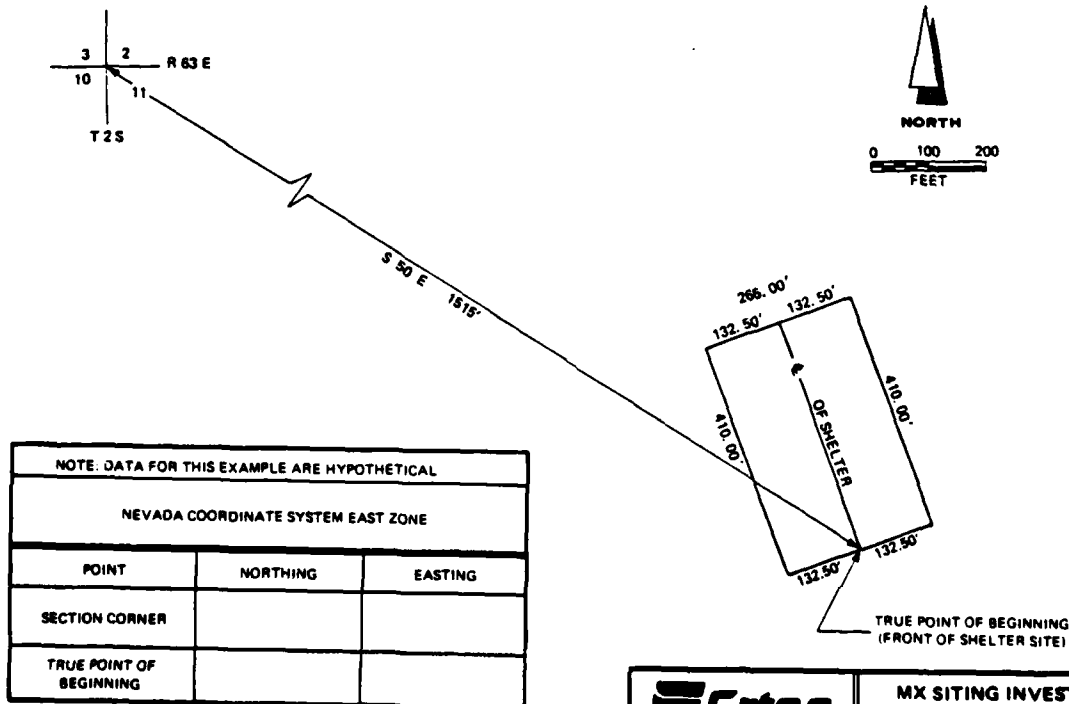 3 2
R 63 E
10
11
T 2 S
NORTH
0 100 200
FEET
S 50 E 1515'
266.00'
132.50' 132.50'
410.00'
410.00'
OF SHELTER
132.50' 132.50'
TRUE POINT OF BEGINNING
(FRONT OF SHELTER SITE)
NOTE: DATA FOR THIS EXAMPLE ARE HYPOTHETICAL
NEVADA COORDINATE SYSTEM EAST ZONE
POINT NORTHING EASTING
SECTION CORNER
TRUE POINT OF
BEGINNING
MX SITING INVES